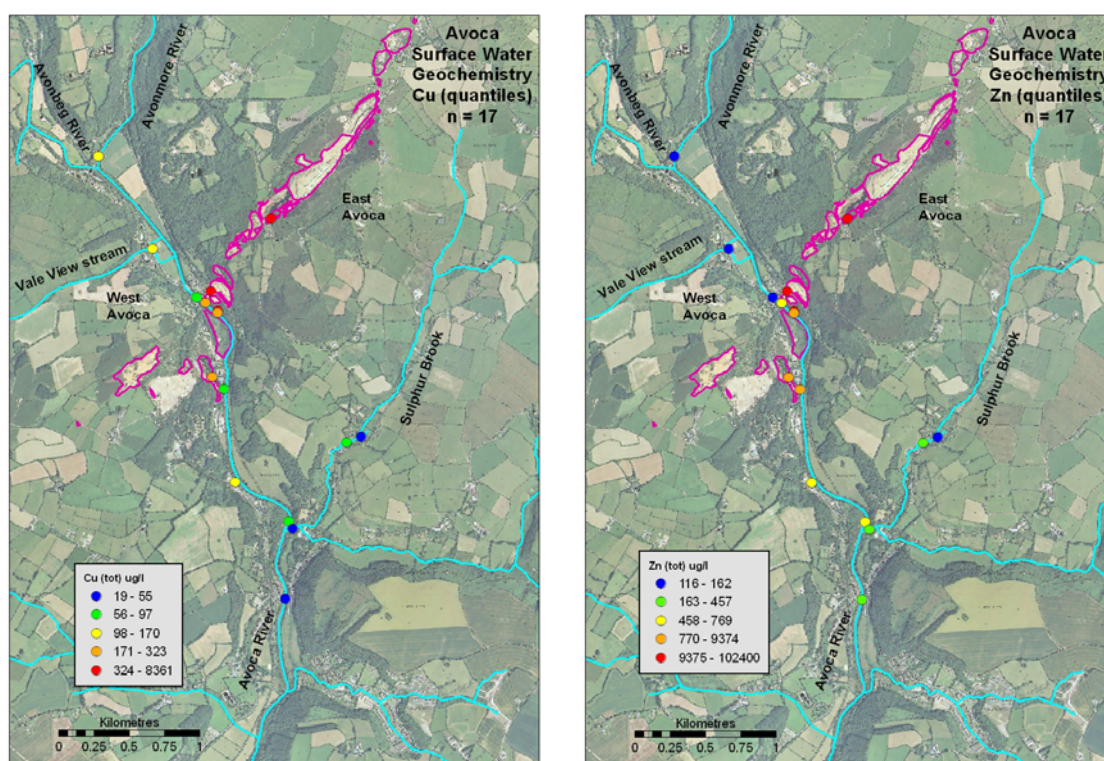 Avoca
Surface Water
Geochemistry
Cu (quantiles)
n = 17
Avonmore River
Avonbeg River
East
Avoca
Vale View stream
West
Avoca
Sulphur Brook
Avoca River
Cu (tot) ug/l
19 - 55
56 - 97
98 - 170
171 - 323
324 - 8361
Kilometres
0 0.25 0.5 1
Avoca
Surface Water
Geochemistry
Zn (quantiles)
n = 17
Avonmore River
Avonbeg River
East
Avoca
Vale View stream
West
Avoca
Sulphur Brook
Avoca River
Zn (tot) ug/l
116 - 162
163 - 457
458 - 769
770 - 9374
9375 - 102400
Kilometres
0 0.25 0.5 1